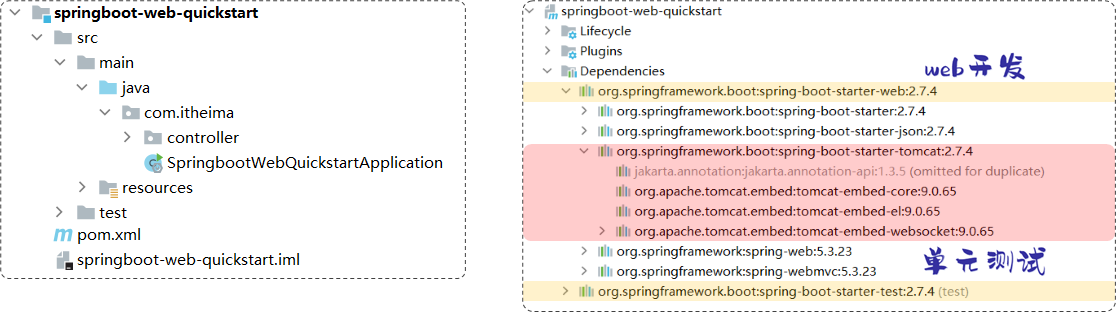 springboot-web-quickstart
src
main
java
com.itheima
controller
SpringbootWebQuickstartApplication
resources
test
pom.xml
springboot-web-quickstart.iml
springboot-web-quickstart
Lifecycle
Plugins
Dependencies
web开发
org.springframework.boot:spring-boot-starter-web:2.7.4
org.springframework.boot:spring-boot-starter:2.7.4
org.springframework.boot:spring-boot-starter-json:2.7.4
org.springframework.boot:spring-boot-starter-tomcat:2.7.4
jakarta.annotation:jakarta.annotation-api:1.3.5 (omitted for duplicate)
org.apache.tomcat.embed:tomcat-embed-core:9.0.65
org.apache.tomcat.embed:tomcat-embed-el:9.0.65
org.apache.tomcat.embed:tomcat-embed-websocket:9.0.65
org.springframework:spring-web:5.3.23
org.springframework:spring-webmvc:5.3.23
单元测试
org.springframework.boot:spring-boot-starter-test:2.7.4 (test)